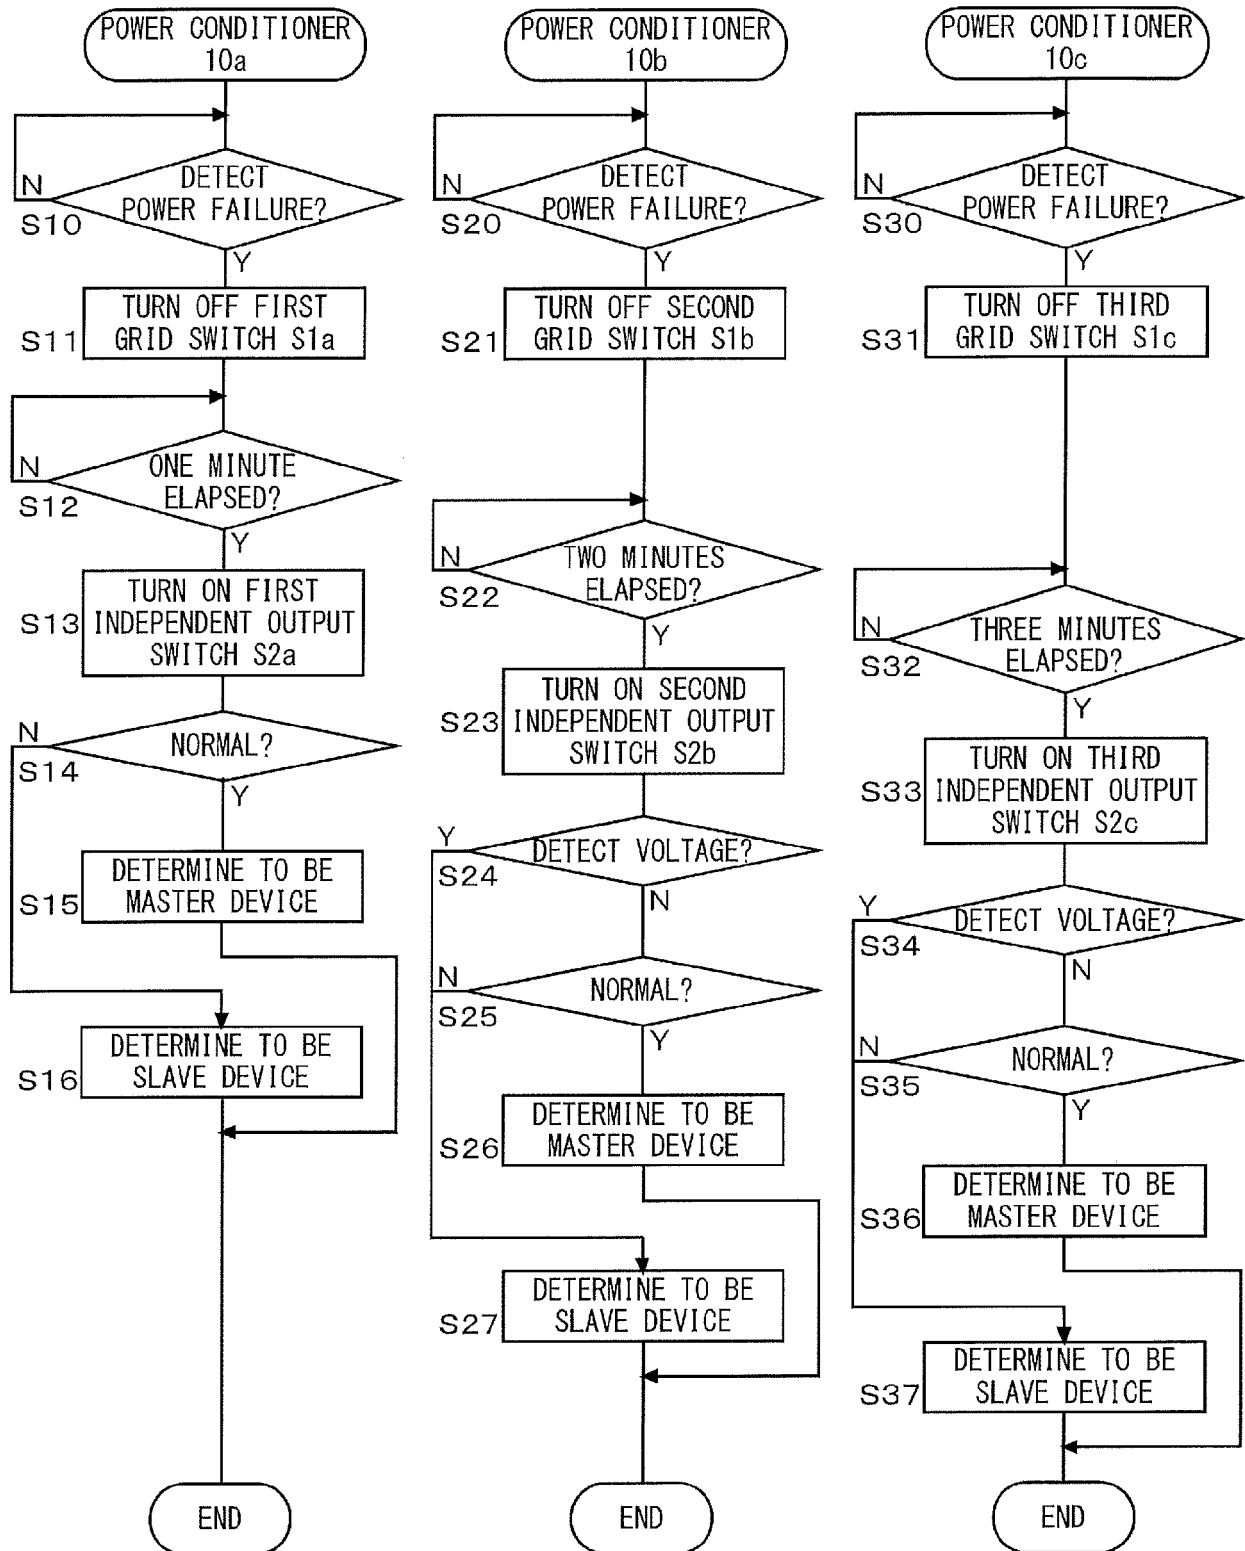 POWER CONDITIONER
10a
DETECT
POWER FAILURE?
N
S10
Y
TURN OFF FIRST
GRID SWITCH S1a
S11
ONE MINUTE
ELAPSED?
N
S12
Y
TURN ON FIRST
INDEPENDENT OUTPUT
SWITCH S2a
S13
NORMAL?
N
S14
Y
DETERMINE TO BE
MASTER DEVICE
S15
DETERMINE TO BE
SLAVE DEVICE
S16
END
POWER CONDITIONER
10b
DETECT
POWER FAILURE?
N
S20
Y
TURN OFF SECOND
GRID SWITCH S1b
S21
TWO MINUTES
ELAPSED?
N
S22
Y
TURN ON SECOND
INDEPENDENT OUTPUT
SWITCH S2b
S23
DETECT VOLTAGE?
Y
S24
N
NORMAL?
N
S25
Y
DETERMINE TO BE
MASTER DEVICE
S26
DETERMINE TO BE
SLAVE DEVICE
S27
END
POWER CONDITIONER
10c
DETECT
POWER FAILURE?
N
S30
Y
TURN OFF THIRD
GRID SWITCH S1c
S31
THREE MINUTES
ELAPSED?
N
S32
Y
TURN ON THIRD
INDEPENDENT OUTPUT
SWITCH S2c
S33
DETECT VOLTAGE?
Y
S34
N
NORMAL?
N
S35
Y
DETERMINE TO BE
MASTER DEVICE
S36
DETERMINE TO BE
SLAVE DEVICE
S37
END